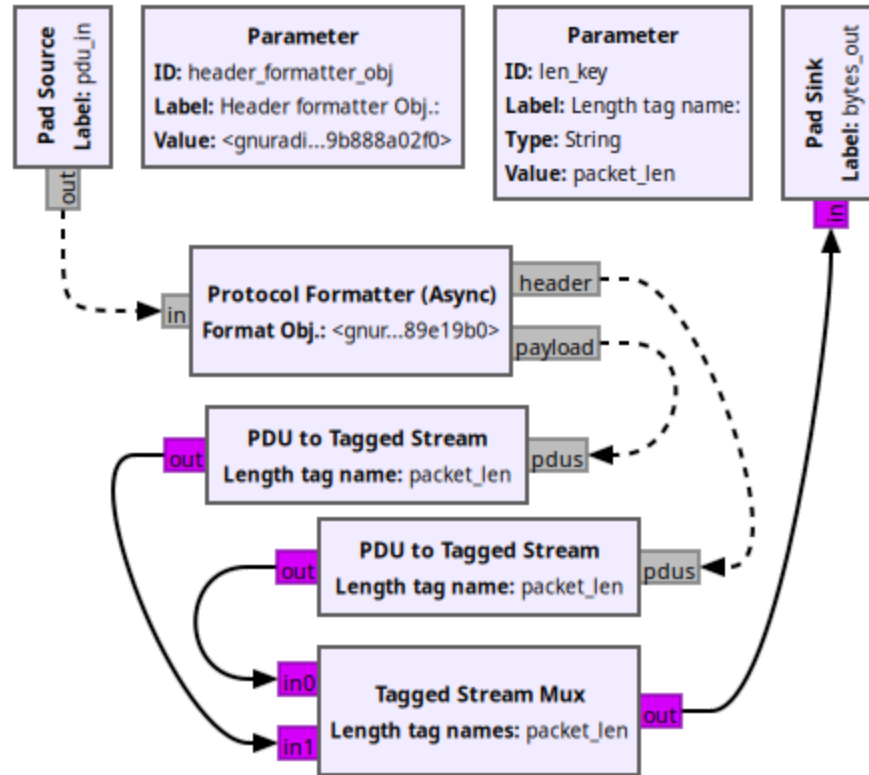 Pad Source
Label: pdu_in
out
Parameter
ID: header_formatter_obj
Label: Header formatter Obj.:
Value: <gnuradi...9b888a02f0>
Parameter
ID: len_key
Label: Length tag name:
Type: String
Value: packet_len
Pad Sink
Label: bytes_out
in
in
Protocol Formatter (Async)
Format Obj.: <gnur...89e19b0>
header
payload
out
PDU to Tagged Stream
Length tag name: packet_len
pdus
out
PDU to Tagged Stream
Length tag name: packet_len
pdus
in0
in1
Tagged Stream Mux
Length tag names: packet_len
out